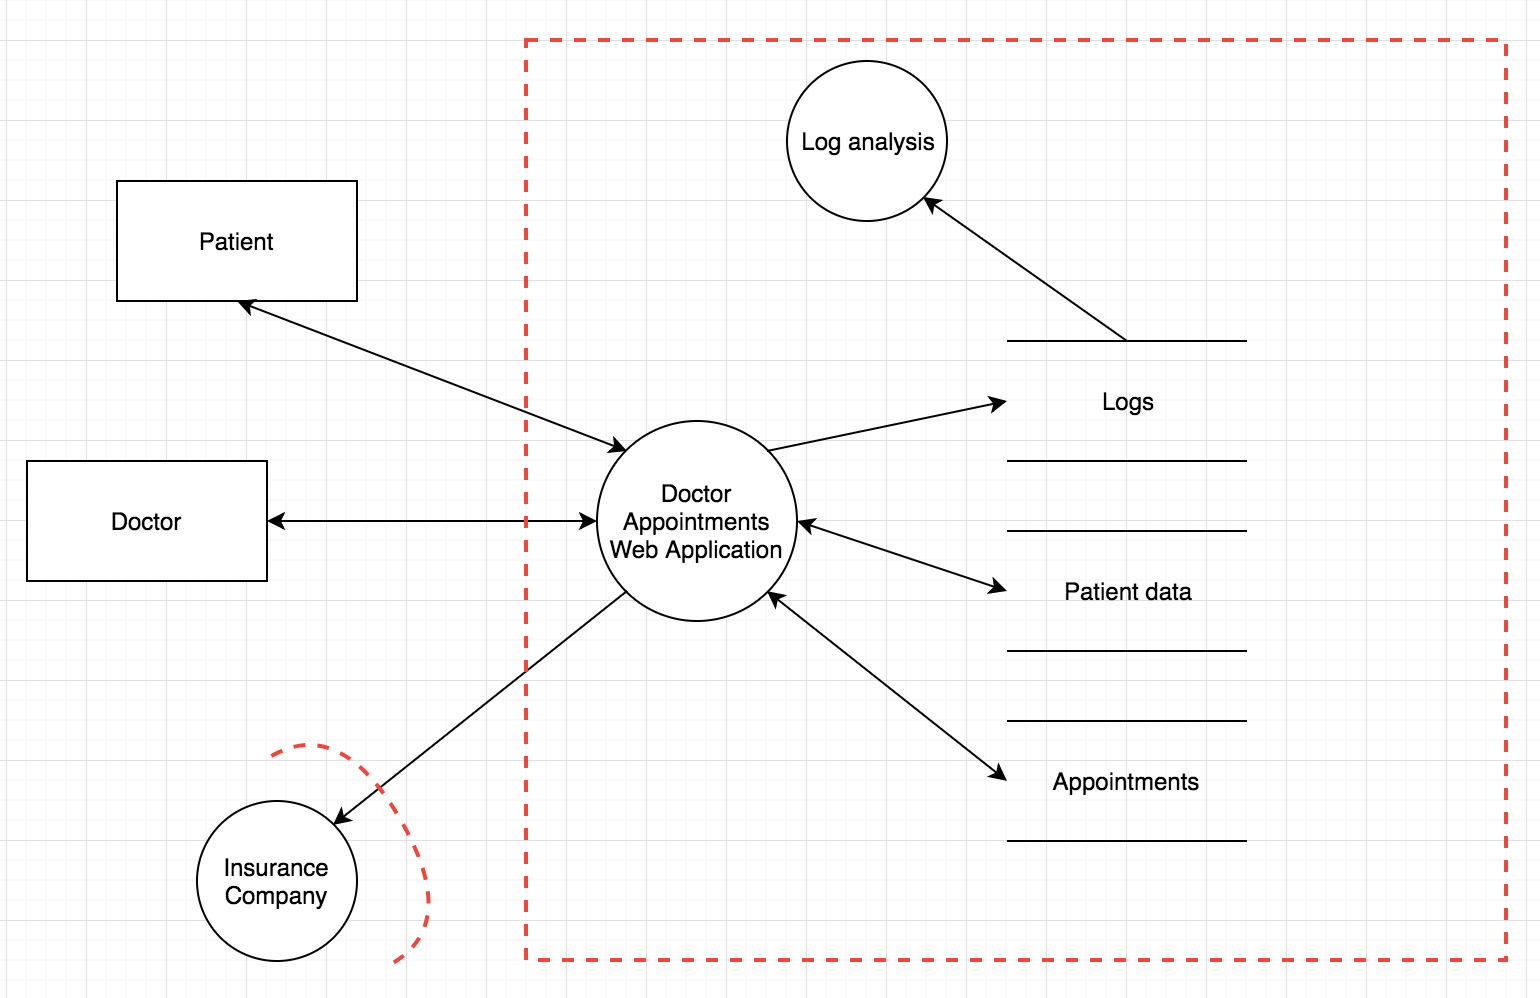 Log analysis
Patient
Logs
Doctor
Doctor
Appointments
Web Application
Patient data
Appointments
Insurance
Company